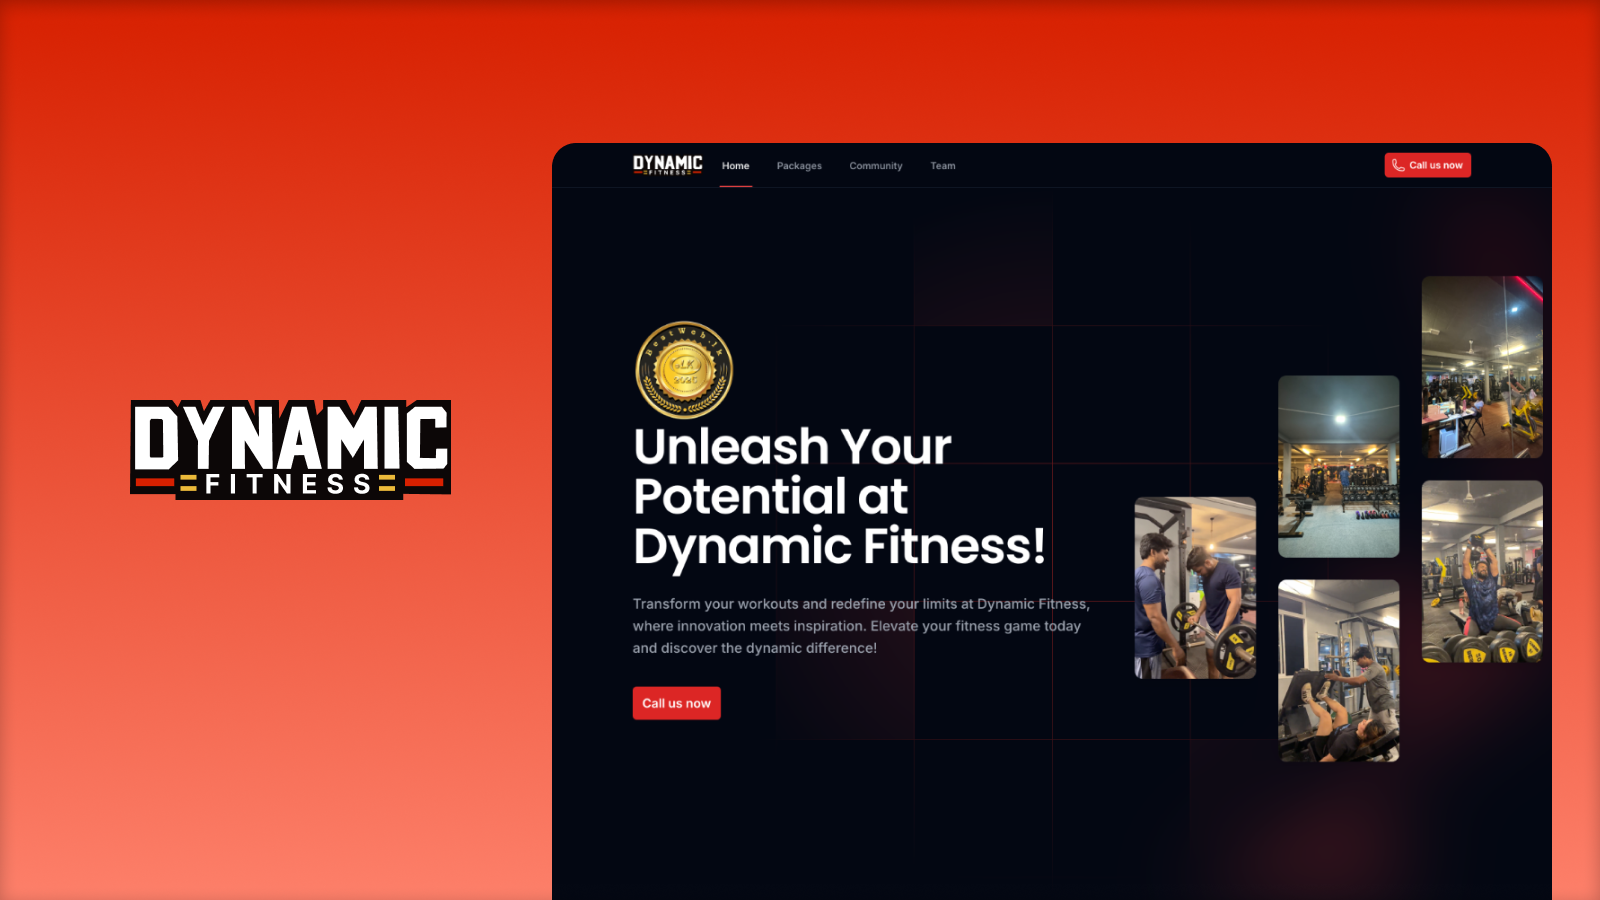 DYNAMIC
FITNESS
DYNAMIC
FITNESS
Home
Packages
Community
Team
Call us now
BestWeb.lk
Unleash Your
Potential at
Dynamic Fitness!
Transform your workouts and redefine your limits at Dynamic Fitness,
where innovation meets inspiration. Elevate your fitness game today
and discover the dynamic difference!
Call us now